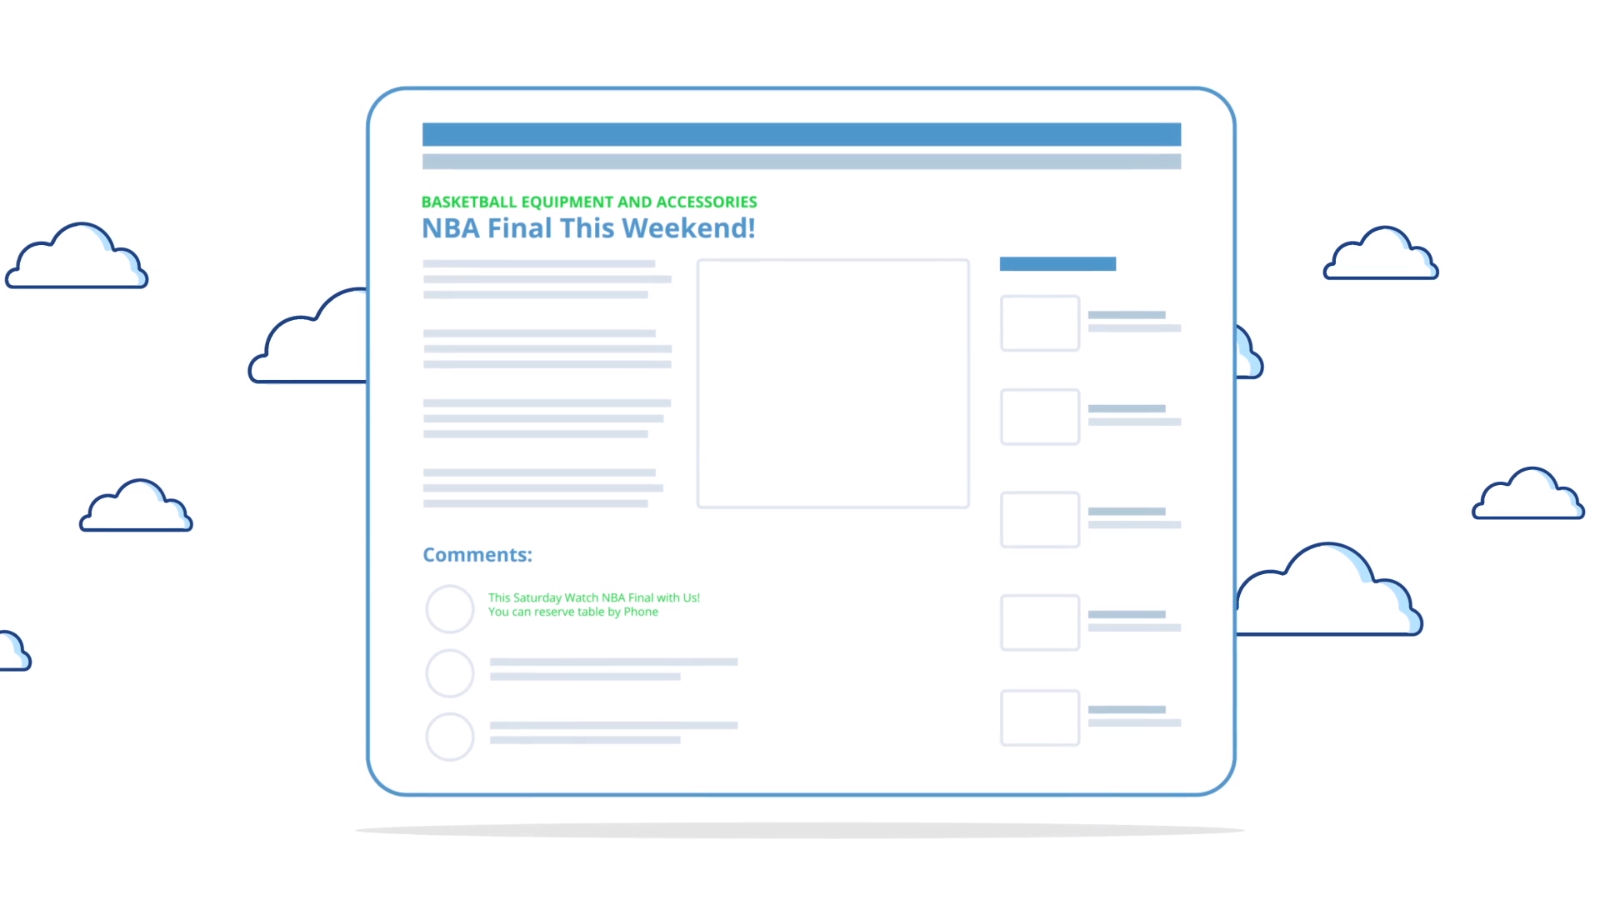 BASKETBALL EQUIPMENT AND ACCESSORIES
NBA Final This Weekend!
Comments:
This Saturday Watch NBA Final with Us!
You can reserve table by Phone